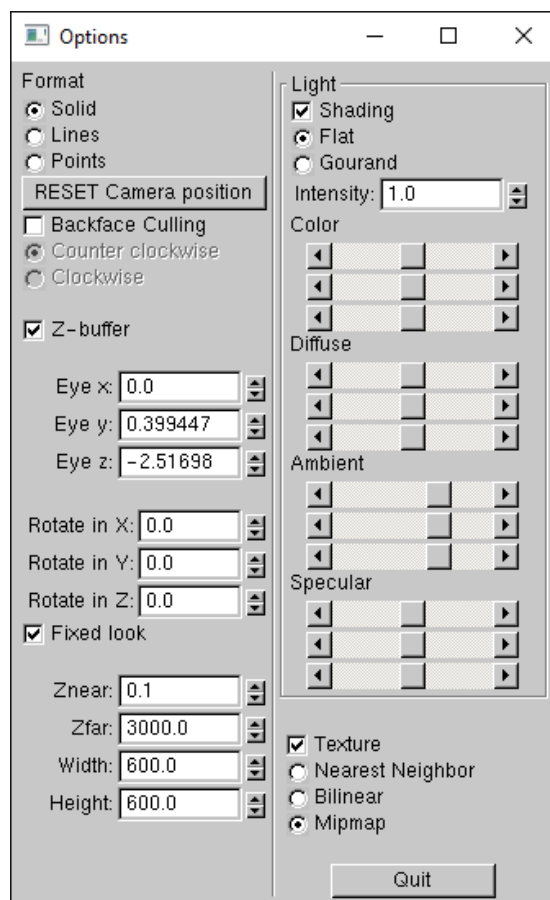 Options
Format
Solid
Lines
Points
RESET Camera position
Backface Culling
Counter clockwise
Clockwise
Z-buffer
Eye x: 0.0
Eye y: 0.399447
Eye z: -2.51698
Rotate in X: 0.0
Rotate in Y: 0.0
Rotate in Z: 0.0
Fixed look
Znear: 0.1
Zfar: 3000.0
Width: 600.0
Height: 600.0
Light
Shading
Flat
Gourand
Intensity: 1.0
Color
Diffuse
Ambient
Specular
Texture
Nearest Neighbor
Bilinear
Mipmap
Quit